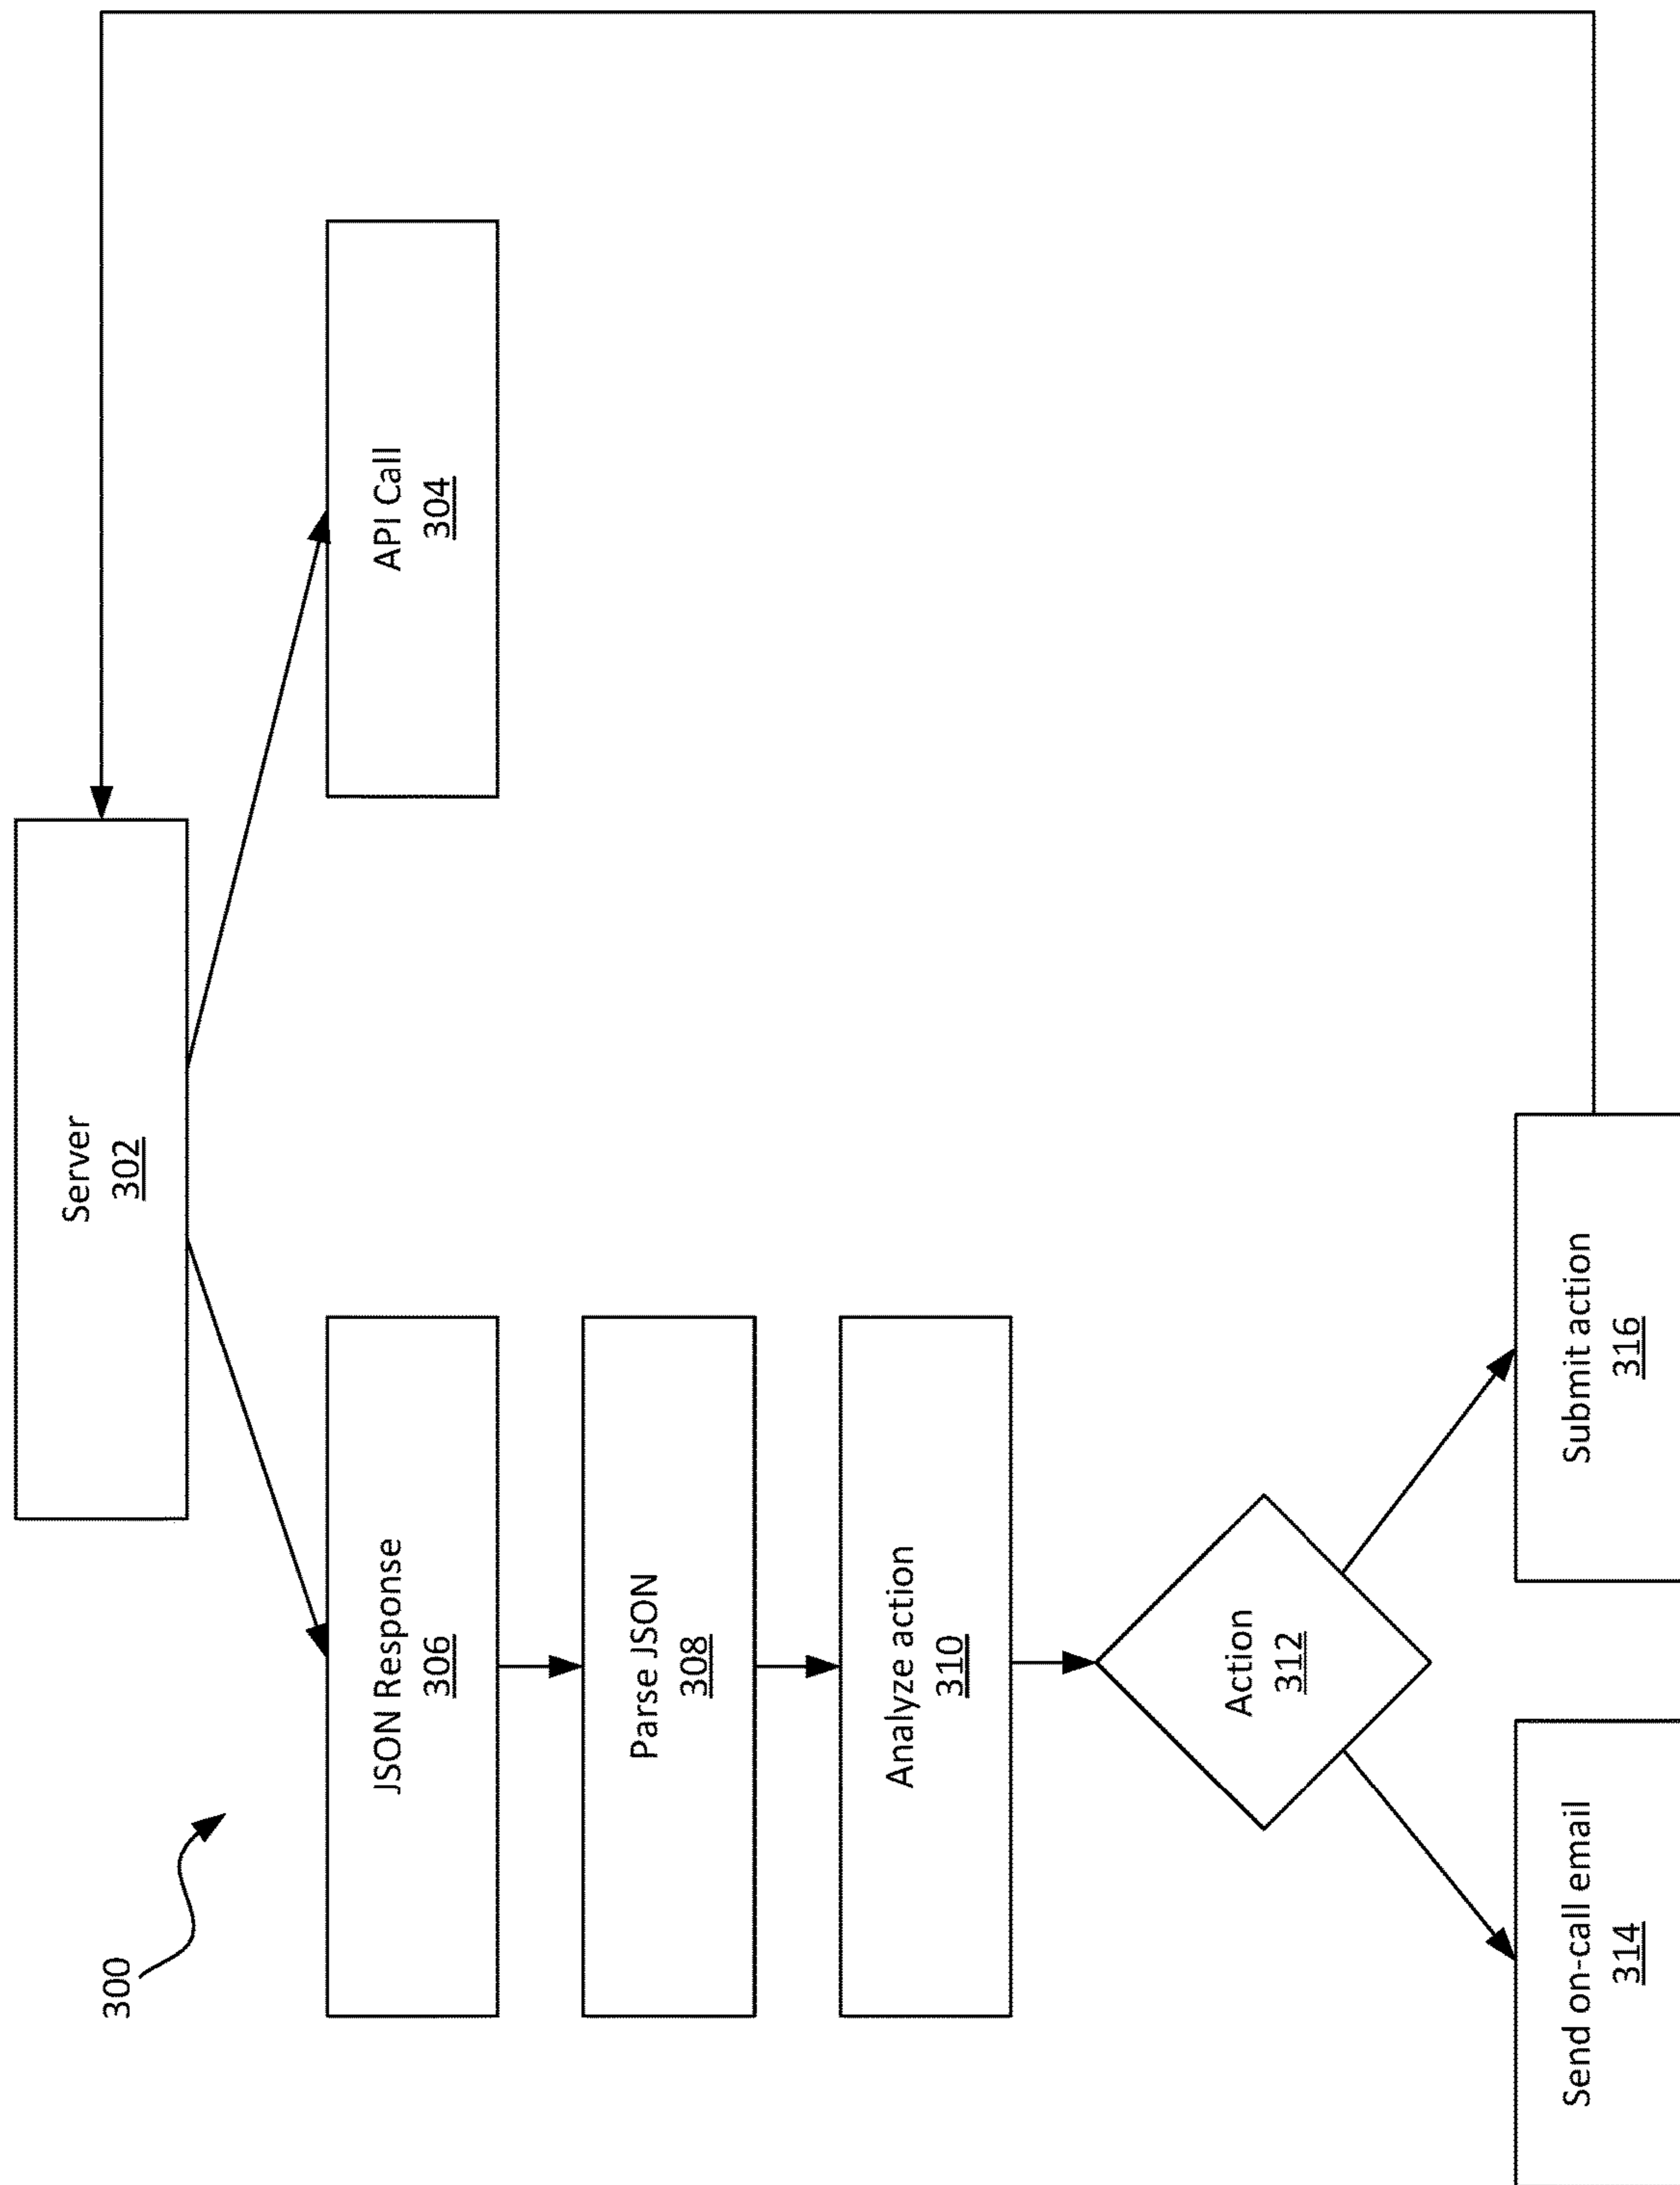 300
Server
302
API Call
304
JSON Response
306
Parse JSON
308
Analyze action
310
Action
312
Send on-call email
314
Submit action
316